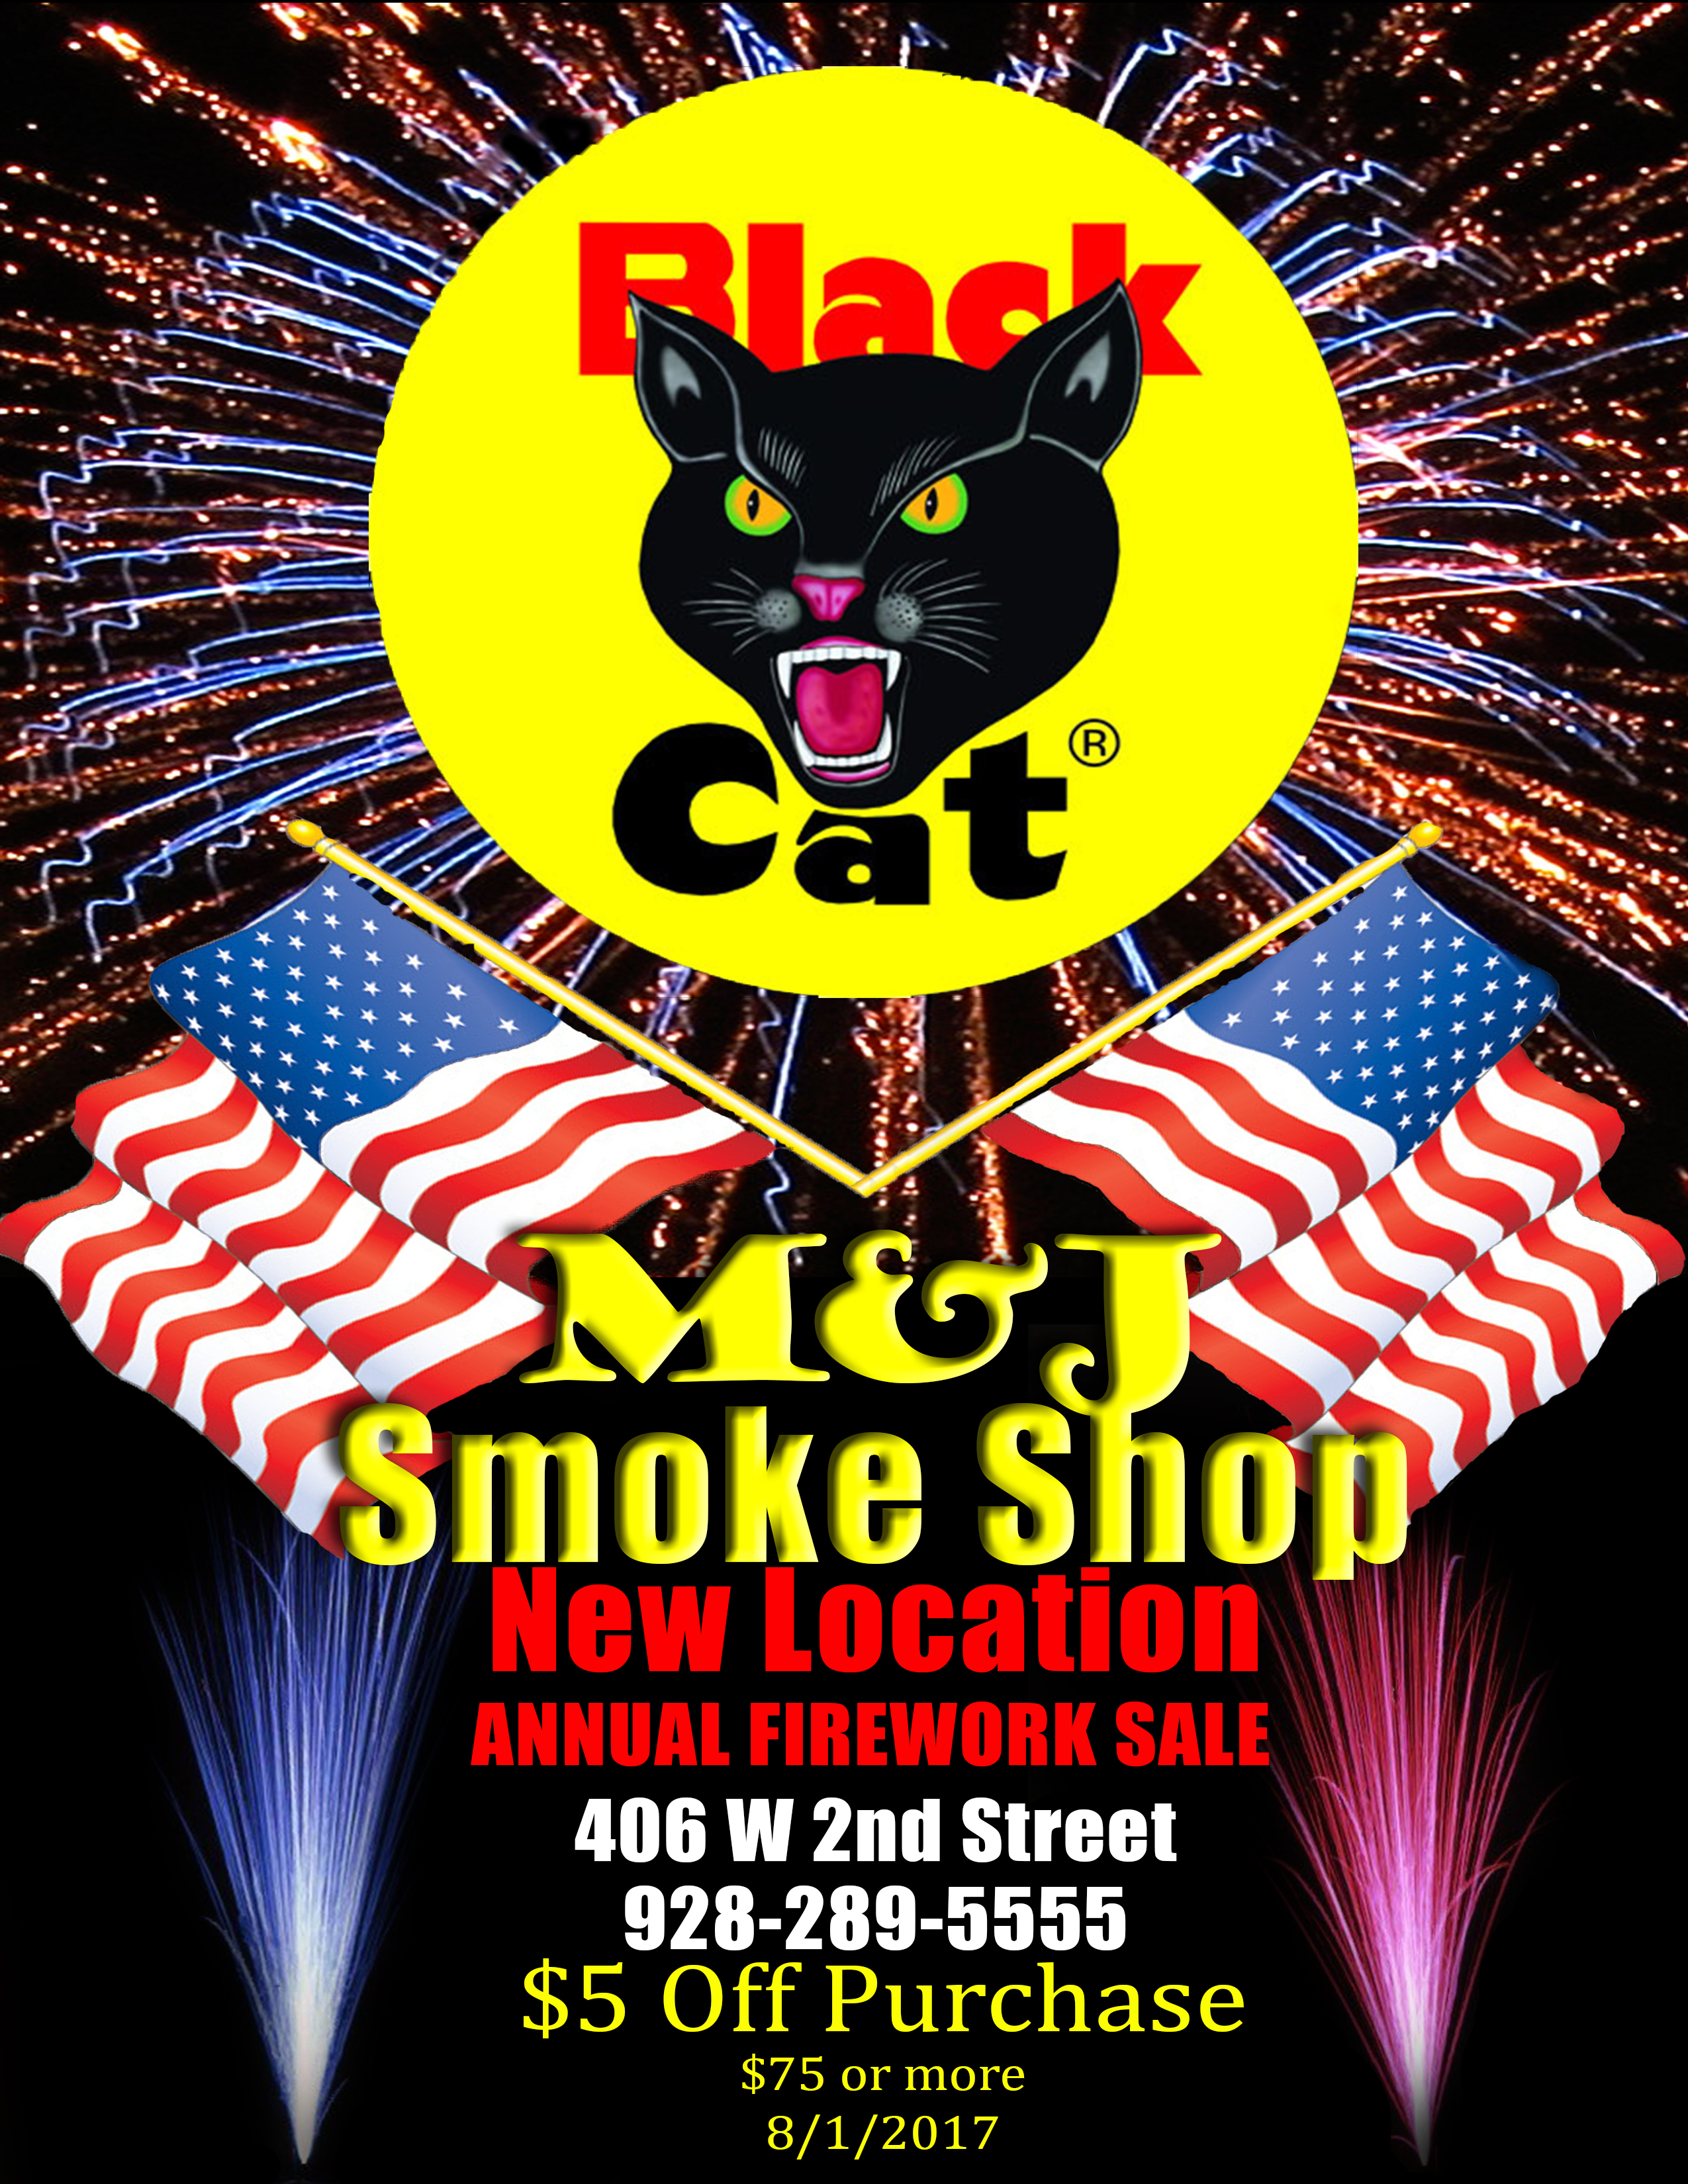 Black
Cat®
M&J
Smoke Shop
New Location
ANNUAL FIREWORK SALE
406 W 2nd Street
928-289-5555
$5 Off Purchase
$75 or more
8/1/2017